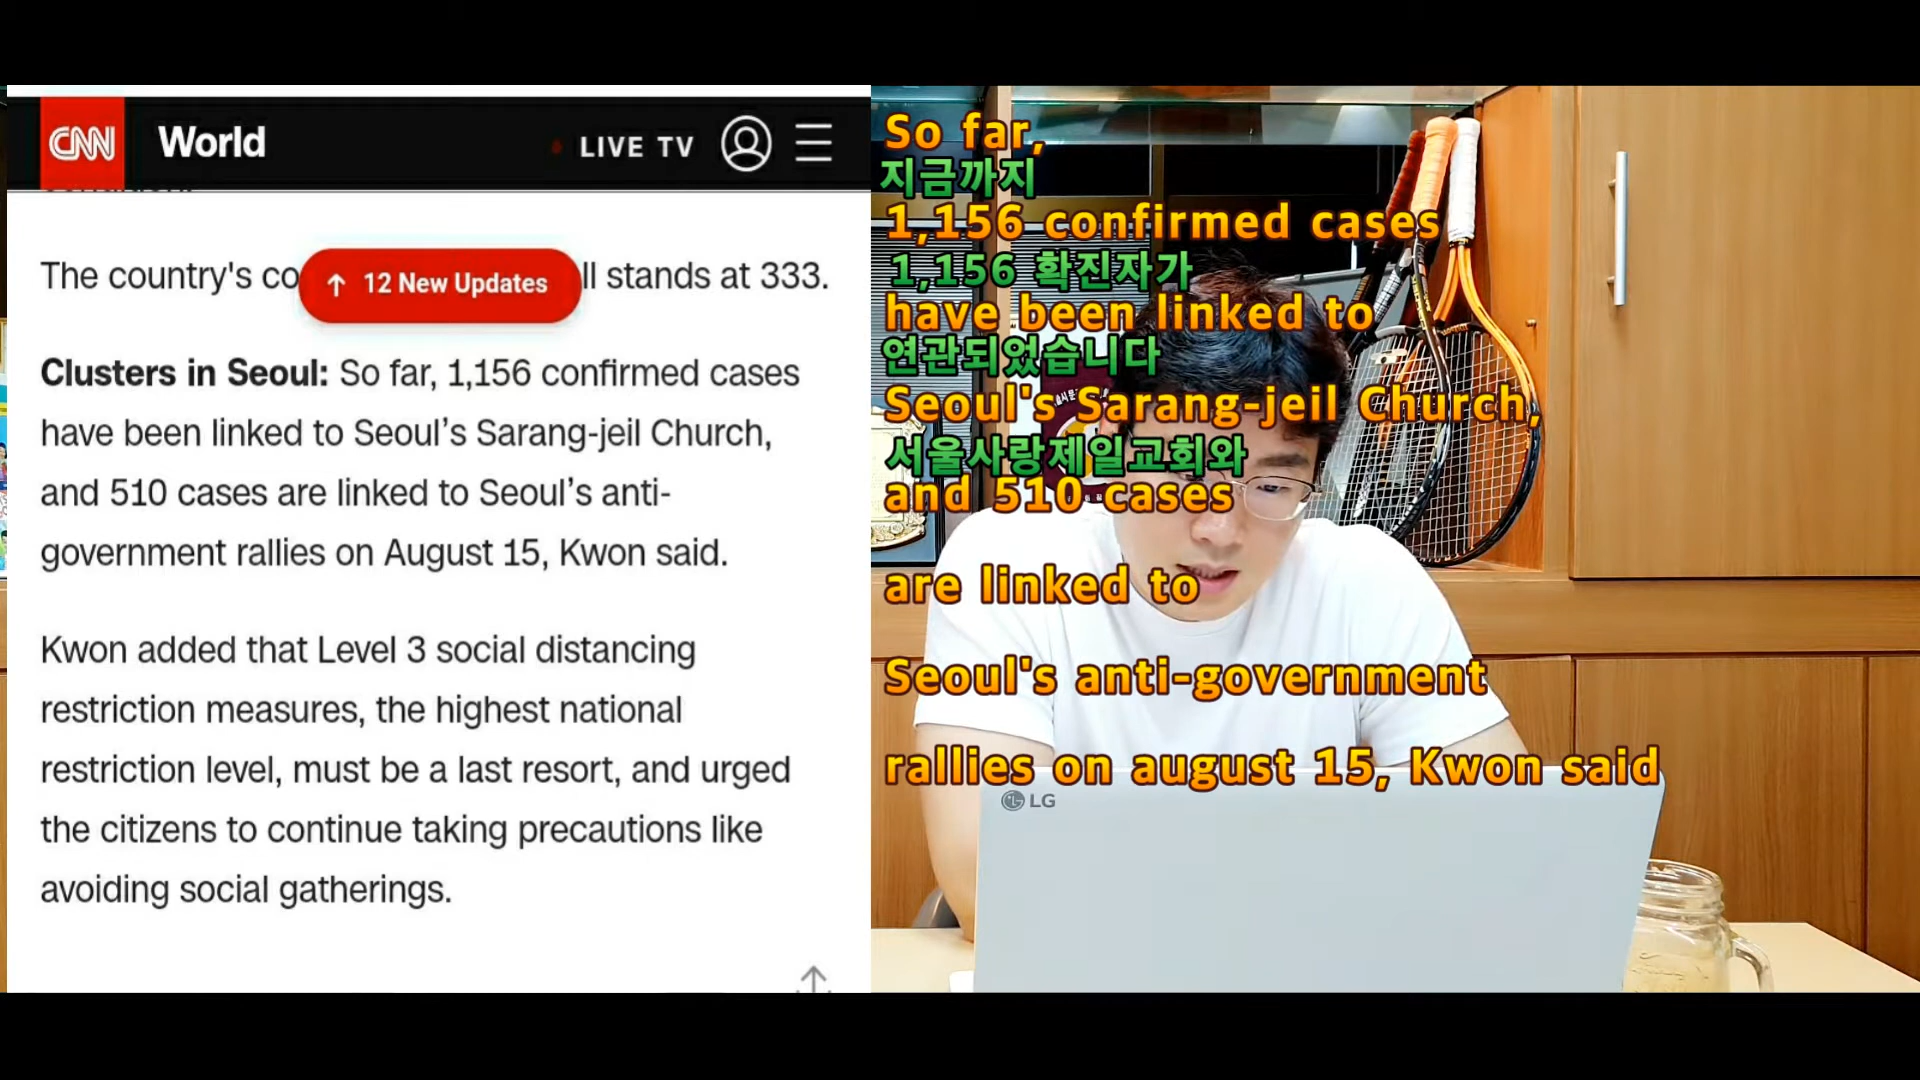 CNN World LIVE TV
The country's co ll stands at 333.
↑ 12 New Updates
Clusters in Seoul: So far, 1,156 confirmed cases
have been linked to Seoul’s Sarang-jeil Church,
and 510 cases are linked to Seoul’s anti-
government rallies on August 15, Kwon said.
Kwon added that Level 3 social distancing
restriction measures, the highest national
restriction level, must be a last resort, and urged
the citizens to continue taking precautions like
avoiding social gatherings.
So far,
지금까지
1,156 confirmed cases
1,156 확진자가
have been linked to
연관되었습니다
Seoul's Sarang-jeil Church,
서울사랑제일교회와
and 510 cases
are linked to
Seoul's anti-government
rallies on august 15, Kwon said
LG